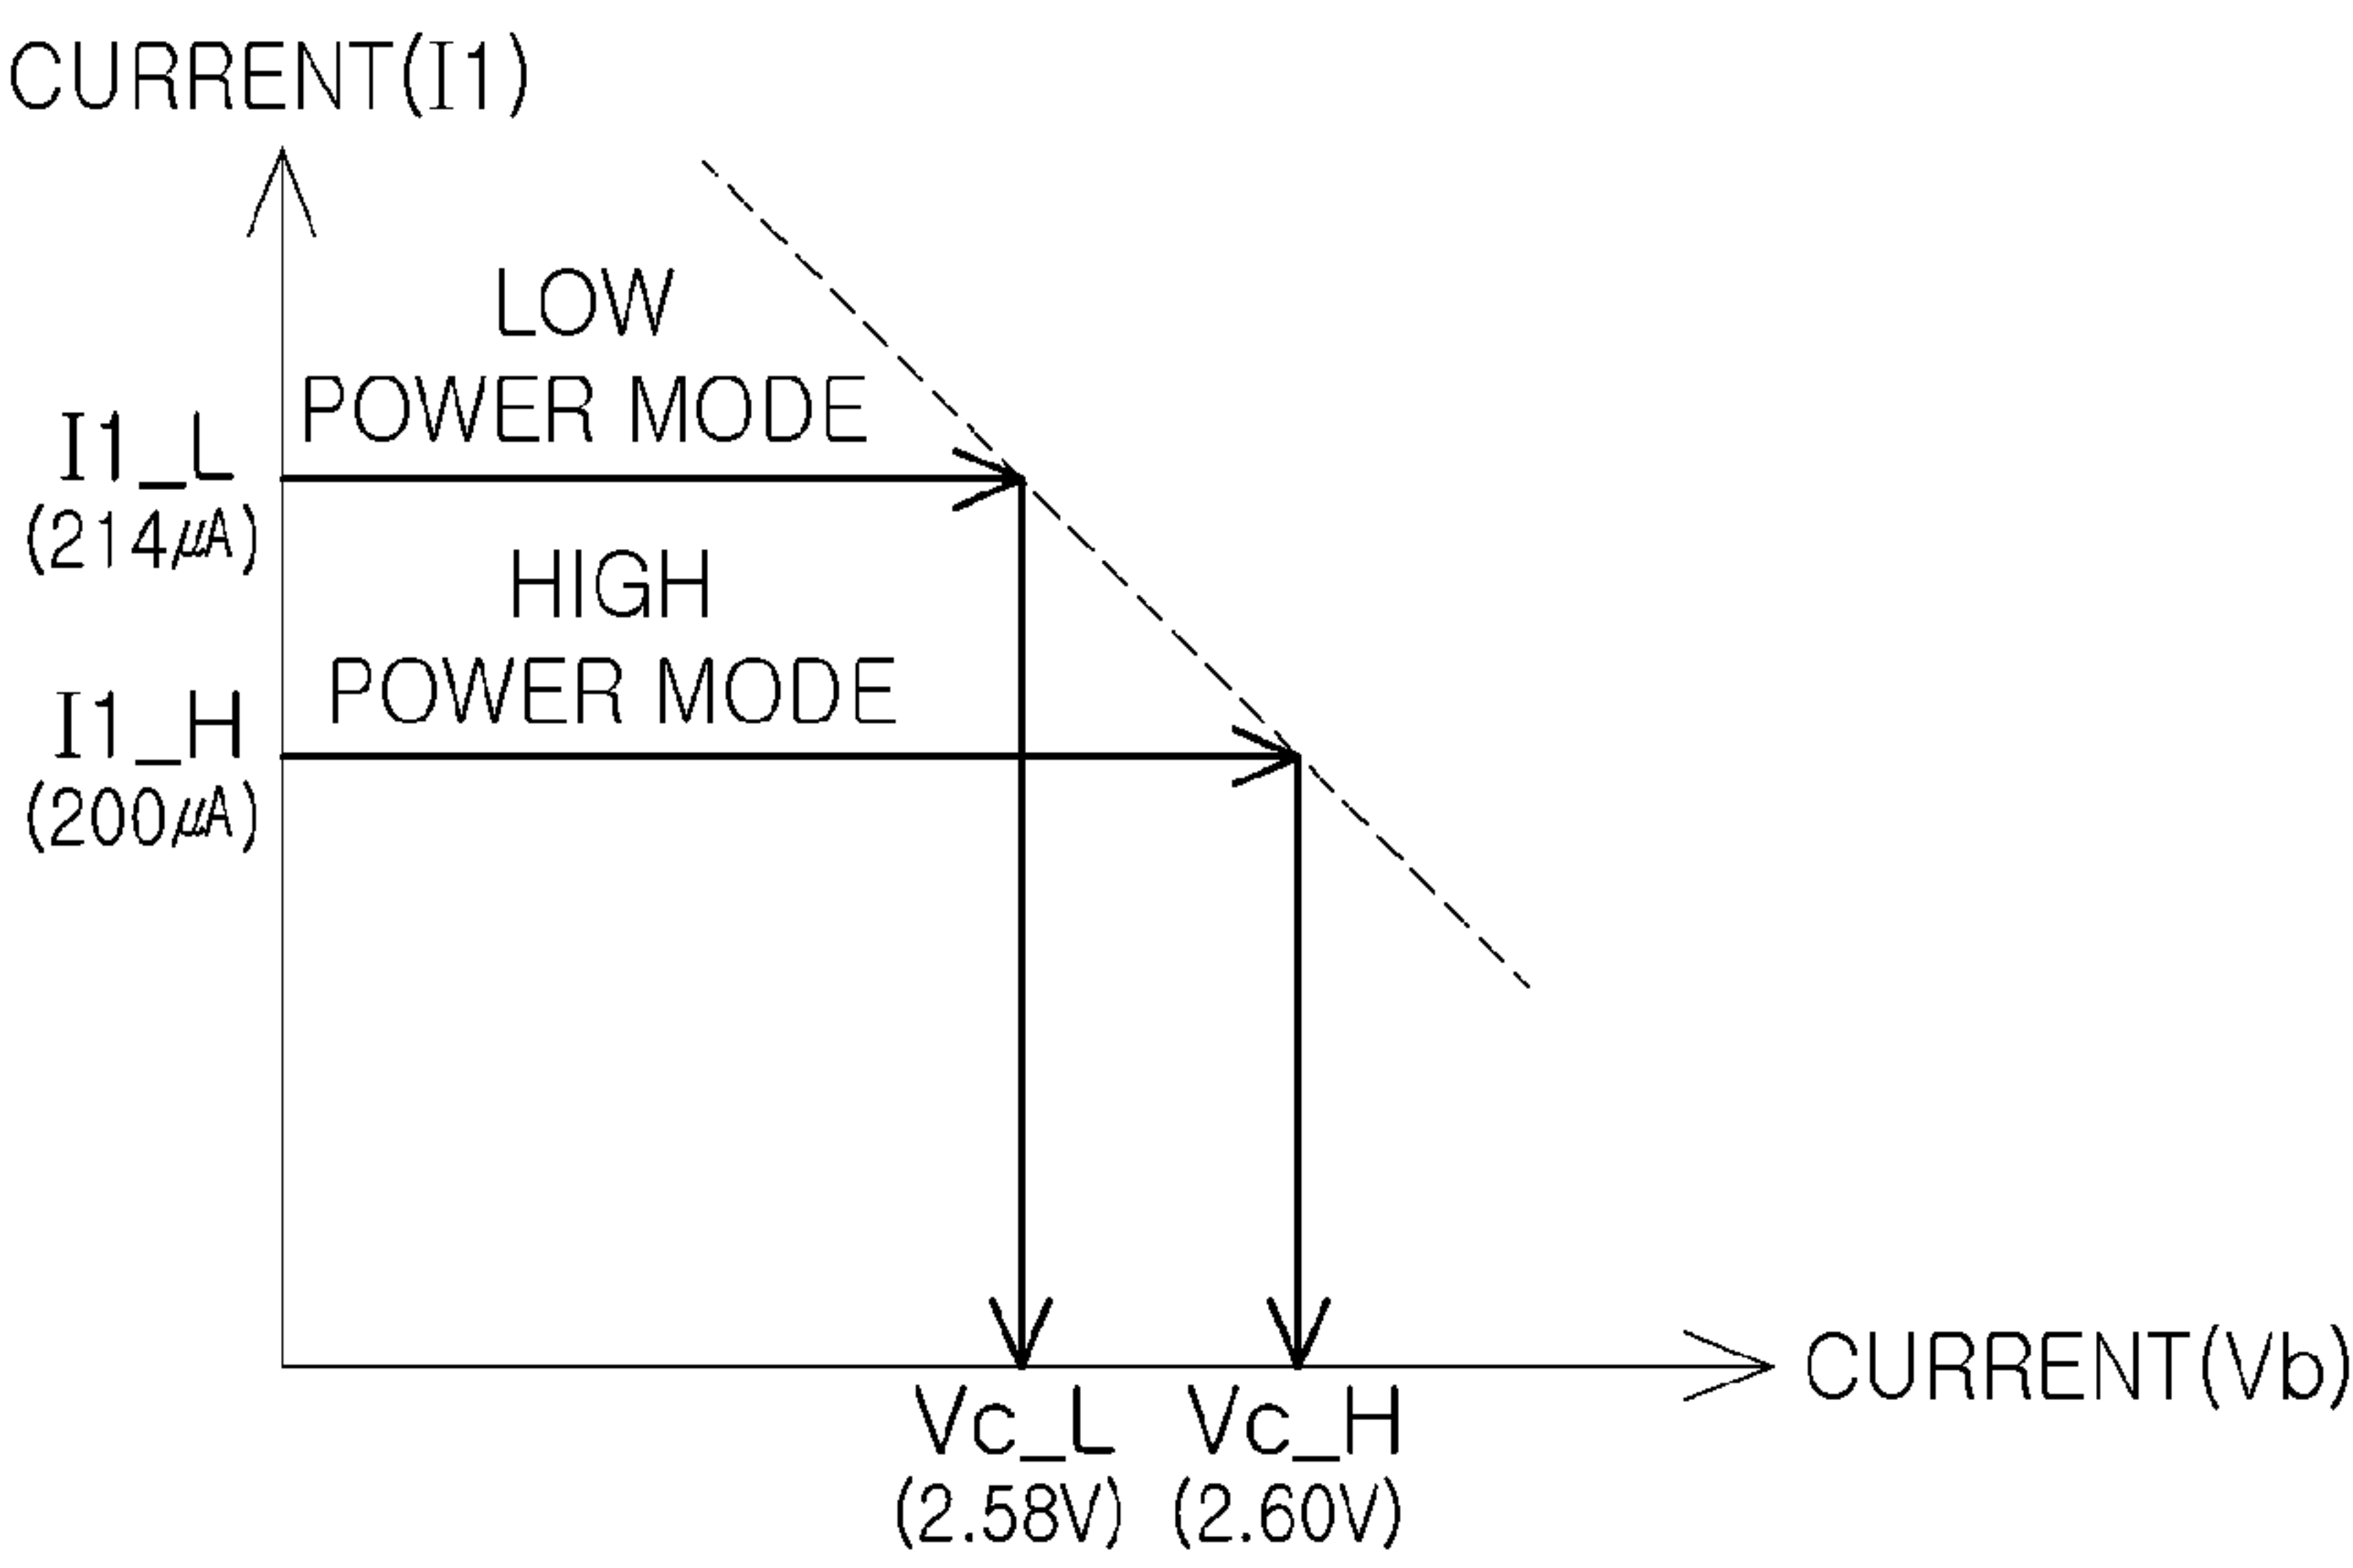 CURRENT(I1)
LOW
POWER MODE
I1_L
(214㎂)
HIGH
POWER MODE
I1_H
(200㎂)
CURRENT(Vb)
Vc_L Vc_H
(2.58V) (2.60V)